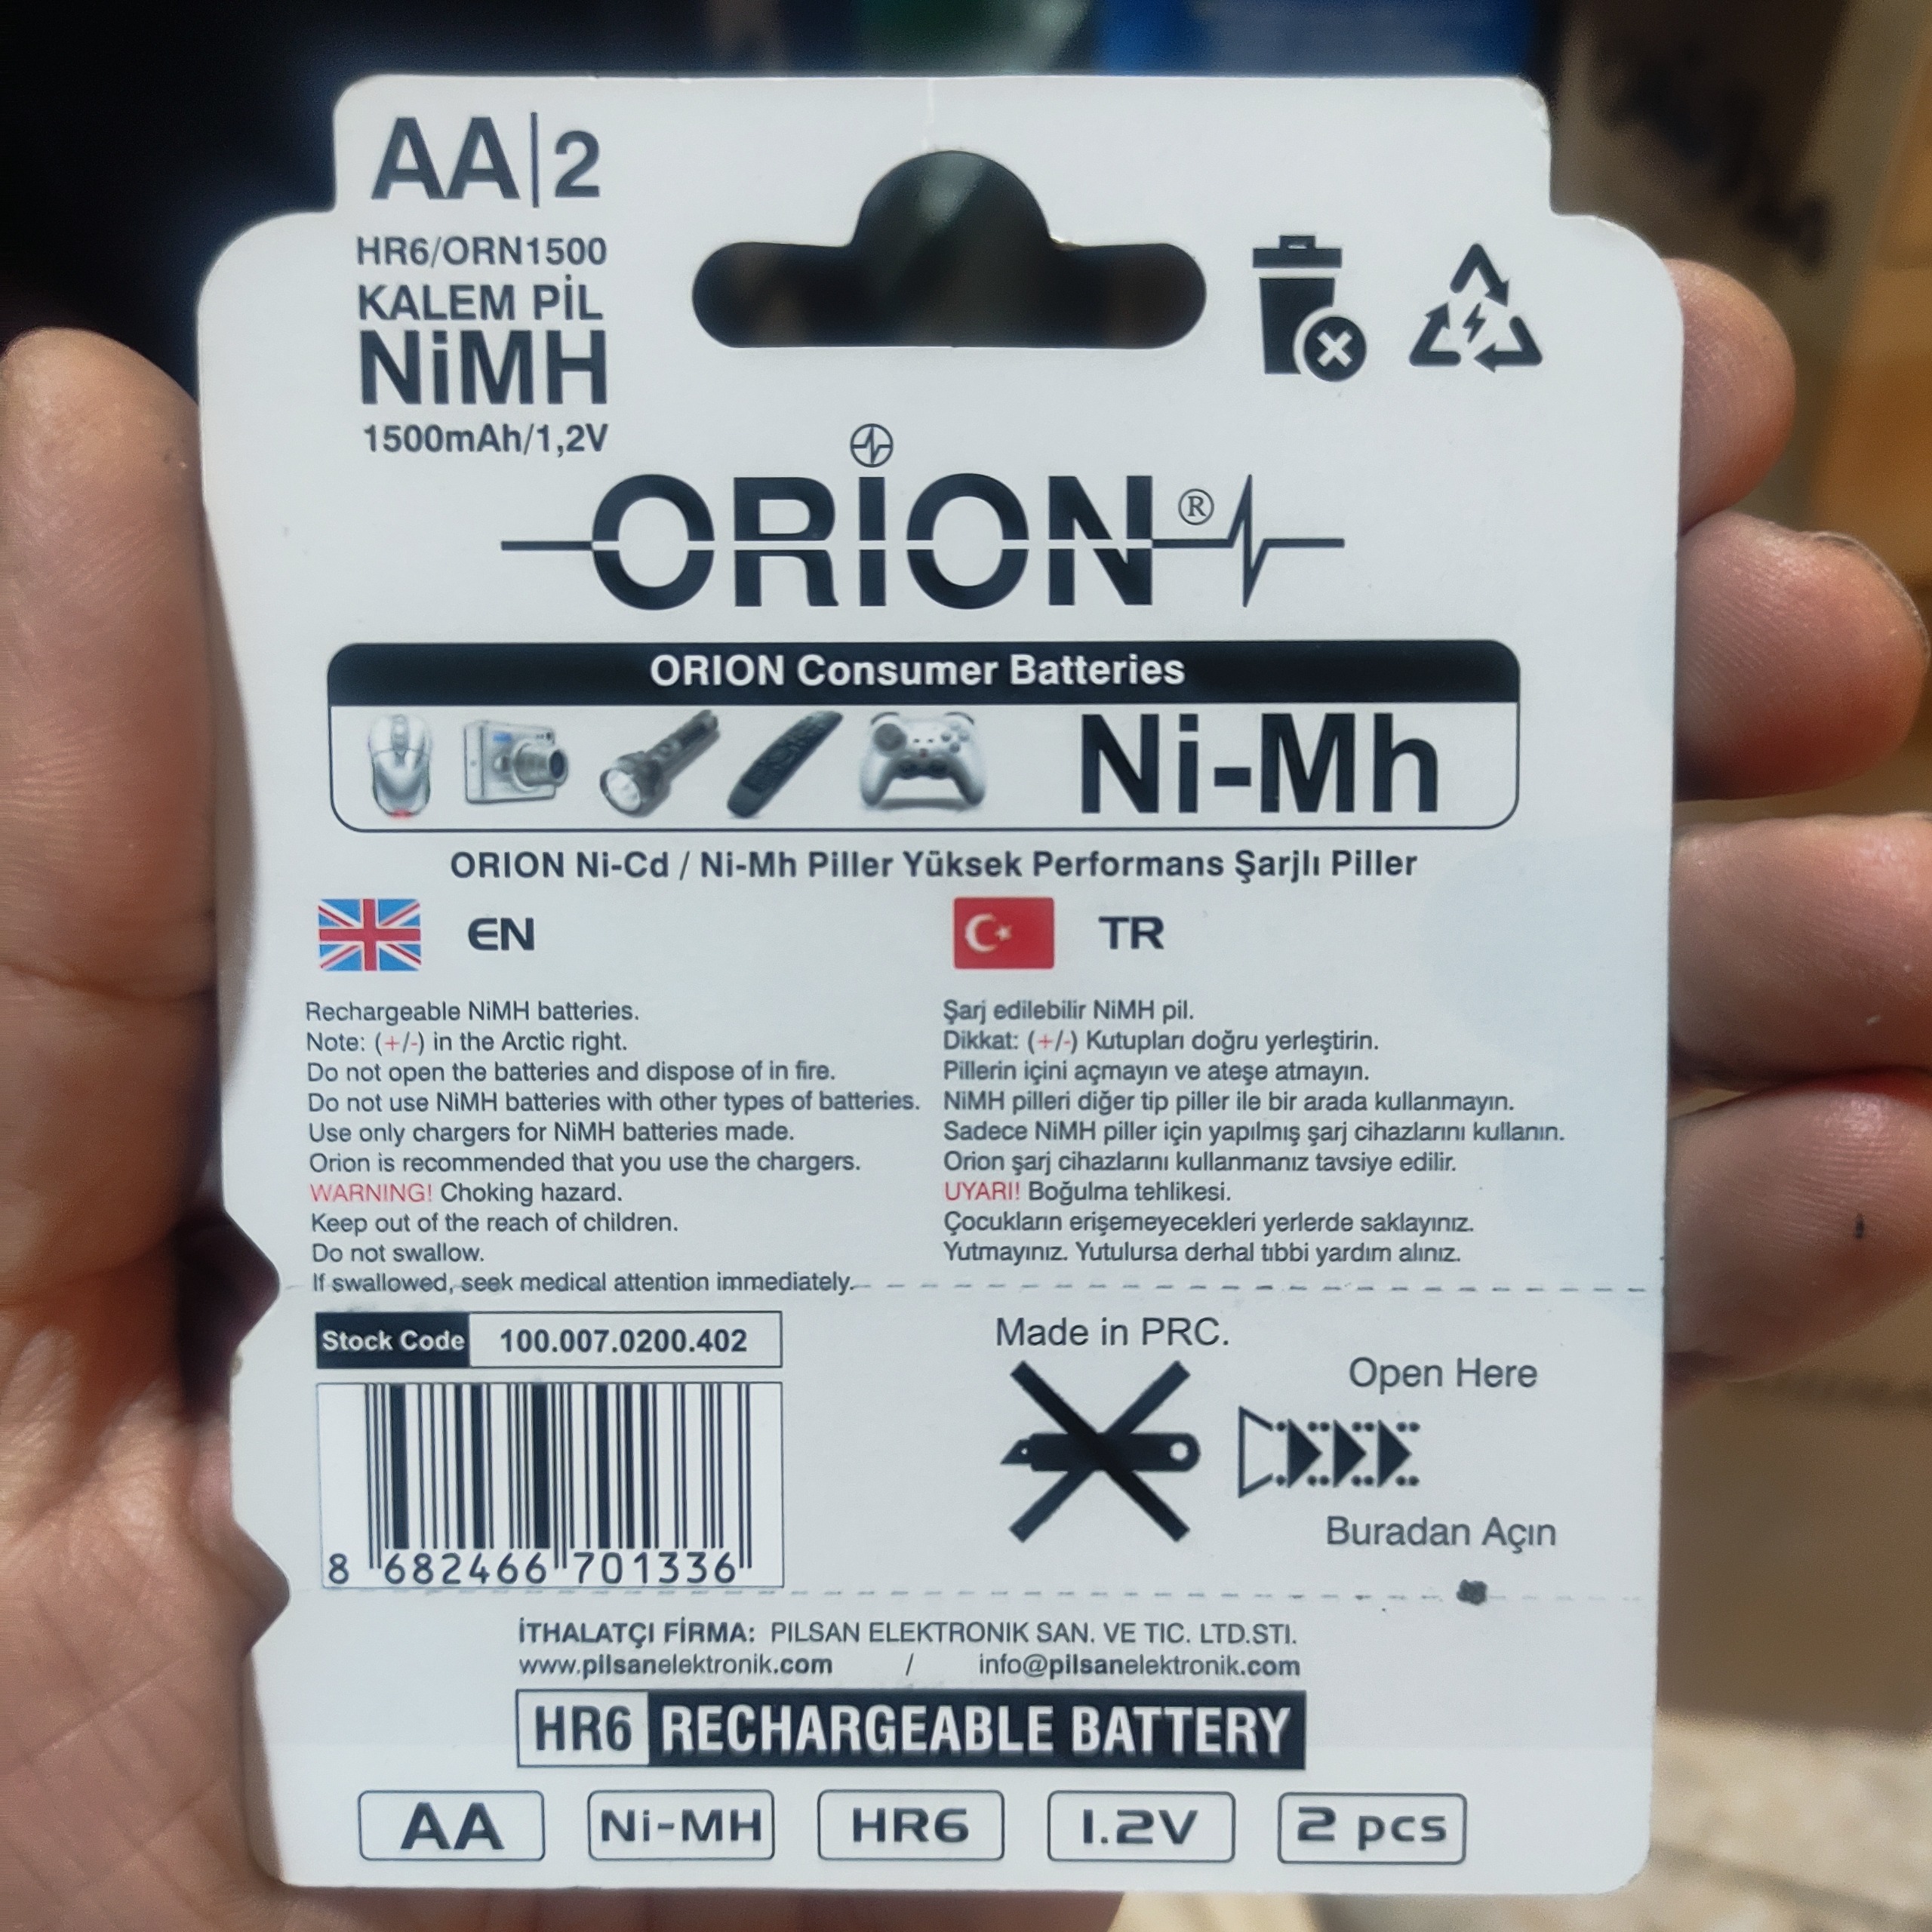 AA|2
HR6/ORN1500
KALEM PİL
NiMH
1500mAh/1,2V
ORİON®
ORION Consumer Batteries
Ni-Mh
ORION Ni-Cd / Ni-Mh Piller Yüksek Performans Şarjlı Piller
EN
Rechargeable NiMH batteries.
Note: (+/-) in the Arctic right.
Do not open the batteries and dispose of in fire.
Do not use NiMH batteries with other types of batteries.
Use only chargers for NiMH batteries made.
Orion is recommended that you use the chargers.
WARNING! Choking hazard.
Keep out of the reach of children.
Do not swallow.
If swallowed, seek medical attention immediately.
TR
Şarj edilebilir NiMH pil.
Dikkat: (+/-) Kutupları doğru yerleştirin.
Pillerin içini açmayın ve ateşe atmayın.
NiMH pilleri diğer tip piller ile bir arada kullanmayın.
Sadece NiMH piller için yapılmış şarj cihazlarını kullanın.
Orion şarj cihazlarını kullanmanız tavsiye edilir.
UYARI! Boğulma tehlikesi.
Çocukların erişemeyecekleri yerlerde saklayınız.
Yutmayınız. Yutulursa derhal tıbbi yardım alınız.
Stock Code 100.007.0200.402
8 682466 701336
Made in PRC.
Open Here
Buradan Açın
İTHALATÇI FİRMA: PILSAN ELEKTRONIK SAN. VE TIC. LTD.STI.
www.pilsanelektronik.com / info@pilsanelektronik.com
HR6 RECHARGEABLE BATTERY
AA Ni-MH HR6 1.2V 2 pcs